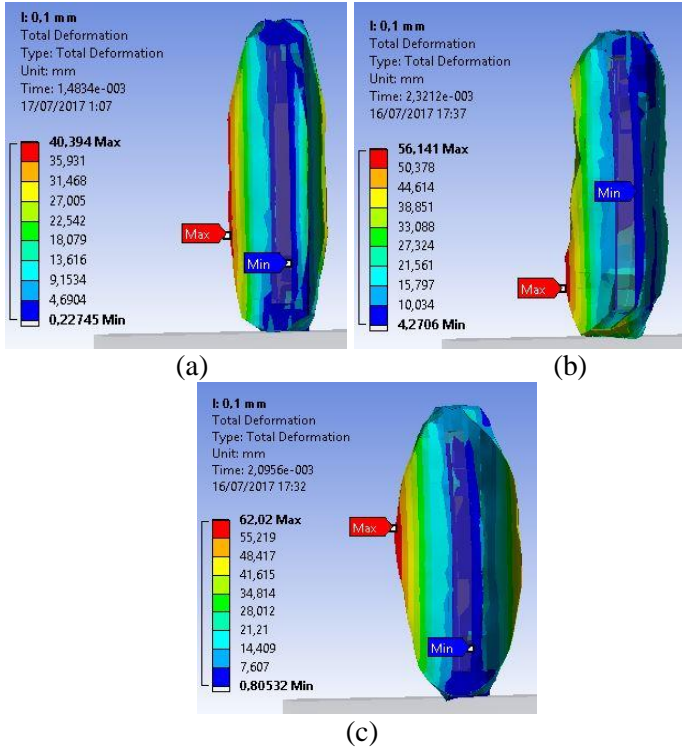 I: 0,1 mm
Total Deformation
Type: Total Deformation
Unit: mm
Time: 1,4834e-003
17/07/2017 1:07
40,394 Max
35,931
31,468
27,005
22,542
18,079
13,616
9,1534
4,6904
0,22745 Min
Max
Min
(a)
I: 0,1 mm
Total Deformation
Type: Total Deformation
Unit: mm
Time: 2,3212e-003
16/07/2017 17:37
56,141 Max
50,378
44,614
38,851
33,088
27,324
21,561
15,797
10,034
4,2706 Min
Min
Max
(b)
I: 0,1 mm
Total Deformation
Type: Total Deformation
Unit: mm
Time: 2,0956e-003
16/07/2017 17:32
62,02 Max
55,219
48,417
41,615
34,814
28,012
21,21
14,409
7,607
0,80532 Min
Max
Min
(c)